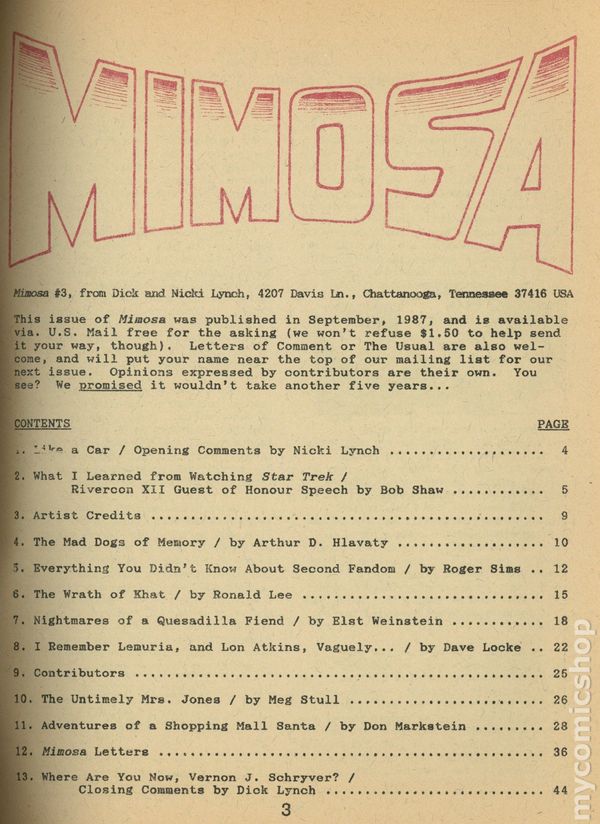 MIMOSA
Mimosa #3, from Dick and Nicki Lynch, 4207 Davis Ln., Chattanooga, Tennessee 37416 USA
This issue of Mimosa was published in September, 1987, and is available
via. U.S. Mail free for the asking (we won't refuse $1.50 to help send
it your way, though). Letters of Comment or The Usual are also wel-
come, and will put your name near the top of our mailing list for our
next issue. Opinions expressed by contributors are their own. You
see? We promised it wouldn't take another five years...
CONTENTS PAGE
1. Like a Car / Opening Comments by Nicki Lynch .................... 4
2. What I Learned from Watching Star Trek /
Rivercon XII Guest of Honour Speech by Bob Shaw ............ 5
3. Artist Credits .................................................. 9
4. The Mad Dogs of Memory / by Arthur D. Hlavaty ................... 10
5. Everything You Didn't Know About Second Fandom / by Roger Sims .. 12
6. The Wrath of Khat / by Ronald Lee ............................... 15
7. Nightmares of a Quesadilla Fiend / by Elst Weinstein ............ 18
8. I Remember Lemuria, and Lon Atkins, Vaguely... / by Dave Locke .. 22
9. Contributors .................................................... 25
10. The Untimely Mrs. Jones / by Meg Stull ......................... 26
11. Adventures of a Shopping Mall Santa / by Don Markstein ......... 28
12. Mimosa Letters ................................................. 36
13. Where Are You Now, Vernon J. Schryver? /
Closing Comments by Dick Lynch ............................ 44
3
mycomicshop